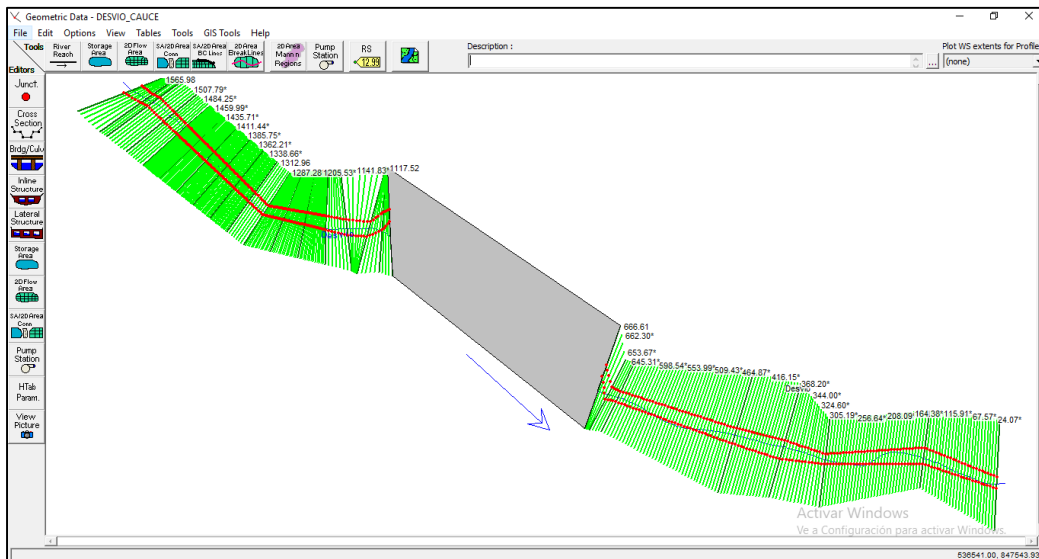 Geometric Data - DESVIO_CAUCE
File Edit Options View Tables Tools GIS Tools Help
Tools
Editors
River Reach
Storage Area
2D Flow Area
SA/2D Area Conn
SA/2D Area BC Lines
2D Area BreakLines
2D Area Mann n Regions
Pump Station
RS
12.99
Description :
...
Plot WS extents for Profile
(none)
Junct.
Cross Section
Brdg/Culv
Inline Structure
Lateral Structure
Storage Area
2D Flow Area
SA/2D Area Conn
Pump Station
HTab Param.
View Picture
1565.98
1507.79*
1484.25*
1459.99*
1435.71*
1411.44*
1385.75*
1362.21*
1338.66*
1312.96
1287.28 1205.53* 1141.83* 1117.52
666.61
662.30*
653.67*
645.31* 598.54* 553.99* 509.43* 464.87* 416.15* 368.20*
344.00*
324.60*
305.19* 256.64* 208.09* 164.38* 115.91* 67.57* 24.07*
Activar Windows
Ve a Configuración para activar Windows.
536541.00, 847543.93